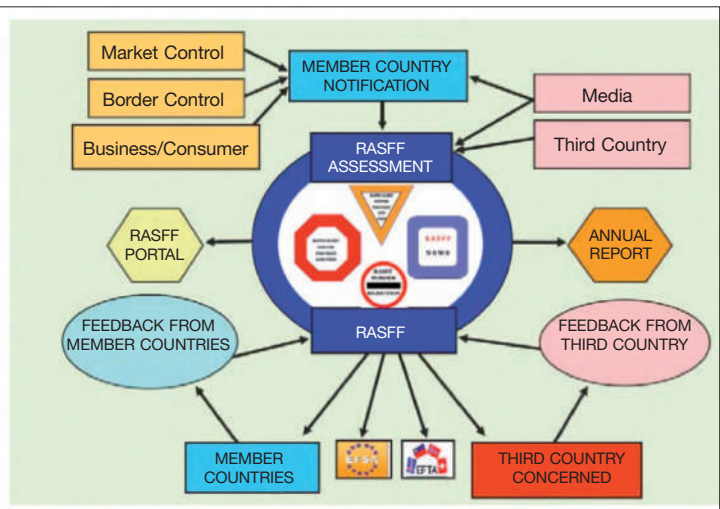 Market Control
MEMBER COUNTRY
NOTIFICATION
Border Control
Media
Business/Consumer
RASFF
ASSESSMENT
Third Country
RASFF
PORTAL
RASFF
NEWS
ANNUAL
REPORT
FEEDBACK FROM
MEMBER COUNTRIES
RASFF
FEEDBACK FROM
THIRD COUNTRY
MEMBER
COUNTRIES
EFSA
EFTA
THIRD COUNTRY
CONCERNED